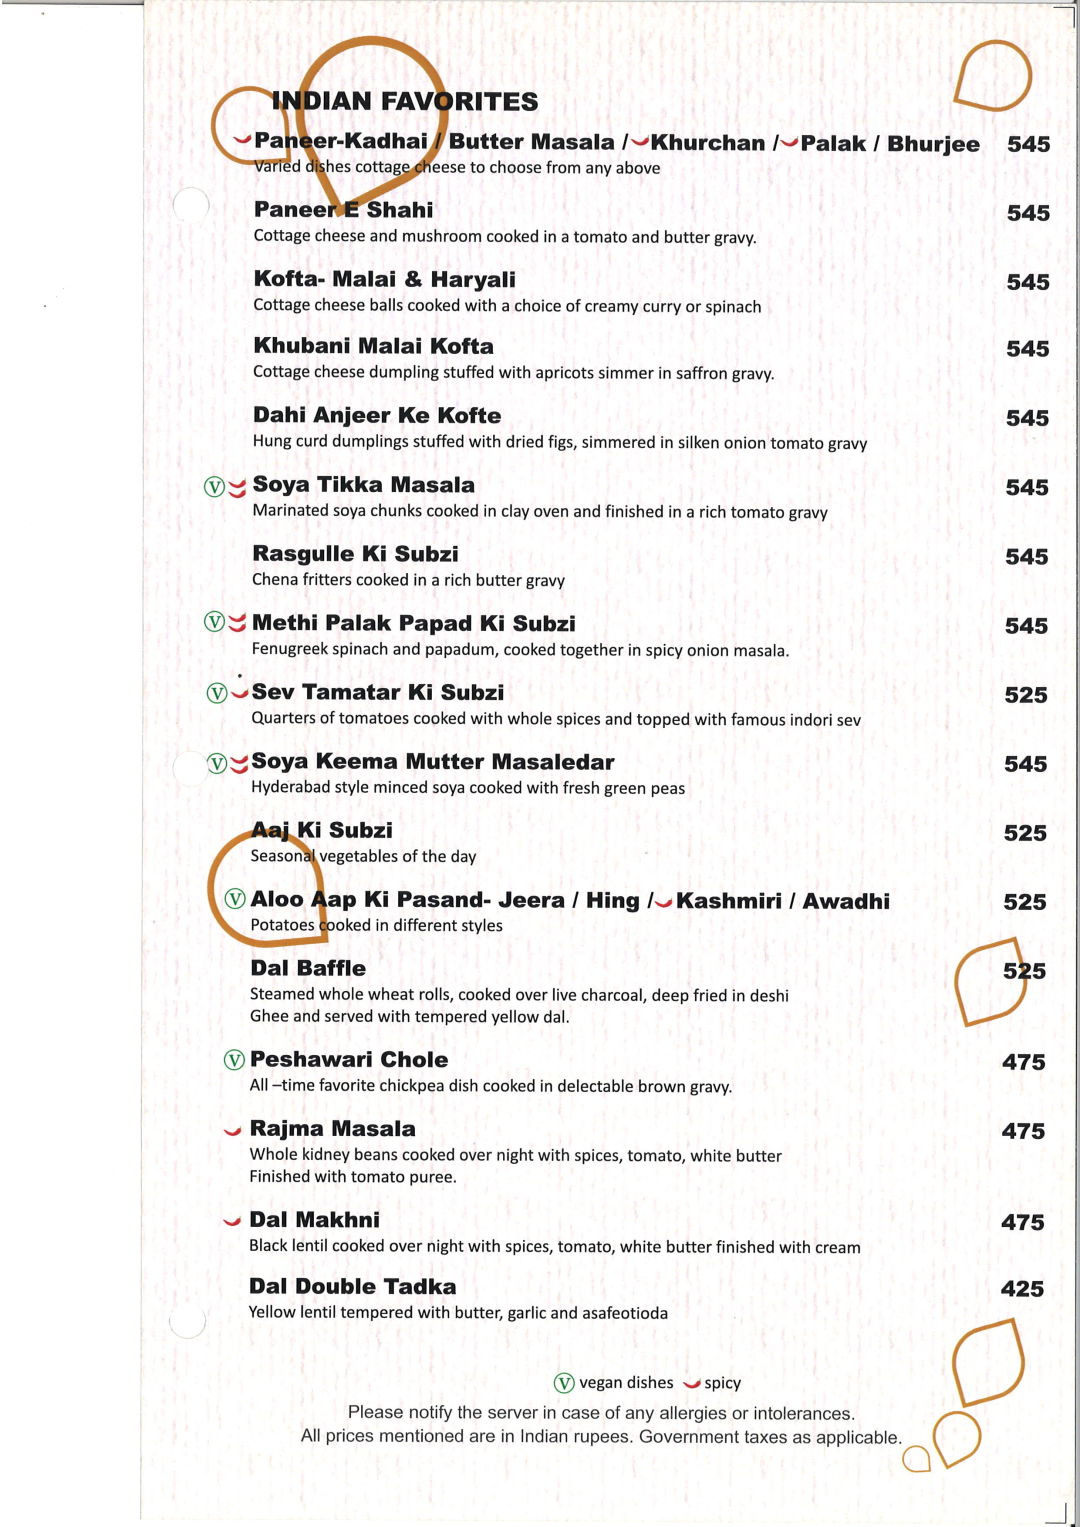 INDIAN FAVORITES
Paneer-Kadhai / Butter Masala / Khurchan / Palak / Bhurjee 545
Varied dishes cottage cheese to choose from any above
Paneer E Shahi 545
Cottage cheese and mushroom cooked in a tomato and butter gravy.
Kofta- Malai & Haryali 545
Cottage cheese balls cooked with a choice of creamy curry or spinach
Khubani Malai Kofta 545
Cottage cheese dumpling stuffed with apricots simmer in saffron gravy.
Dahi Anjeer Ke Kofte 545
Hung curd dumplings stuffed with dried figs, simmered in silken onion tomato gravy
V Soya Tikka Masala 545
Marinated soya chunks cooked in clay oven and finished in a rich tomato gravy
Rasgulle Ki Subzi 545
Chena fritters cooked in a rich butter gravy
V Methi Palak Papad Ki Subzi 545
Fenugreek spinach and papadum, cooked together in spicy onion masala.
V Sev Tamatar Ki Subzi 525
Quarters of tomatoes cooked with whole spices and topped with famous indori sev
V Soya Keema Mutter Masaledar 545
Hyderabad style minced soya cooked with fresh green peas
Aaj Ki Subzi 525
Seasonal vegetables of the day
V Aloo Aap Ki Pasand- Jeera / Hing / Kashmiri / Awadhi 525
Potatoes cooked in different styles
Dal Baffle 525
Steamed whole wheat rolls, cooked over live charcoal, deep fried in deshi
Ghee and served with tempered yellow dal.
V Peshawari Chole 475
All –time favorite chickpea dish cooked in delectable brown gravy.
Rajma Masala 475
Whole kidney beans cooked over night with spices, tomato, white butter
Finished with tomato puree.
Dal Makhni 475
Black lentil cooked over night with spices, tomato, white butter finished with cream
Dal Double Tadka 425
Yellow lentil tempered with butter, garlic and asafeotioda
V vegan dishes spicy
Please notify the server in case of any allergies or intolerances.
All prices mentioned are in Indian rupees. Government taxes as applicable.